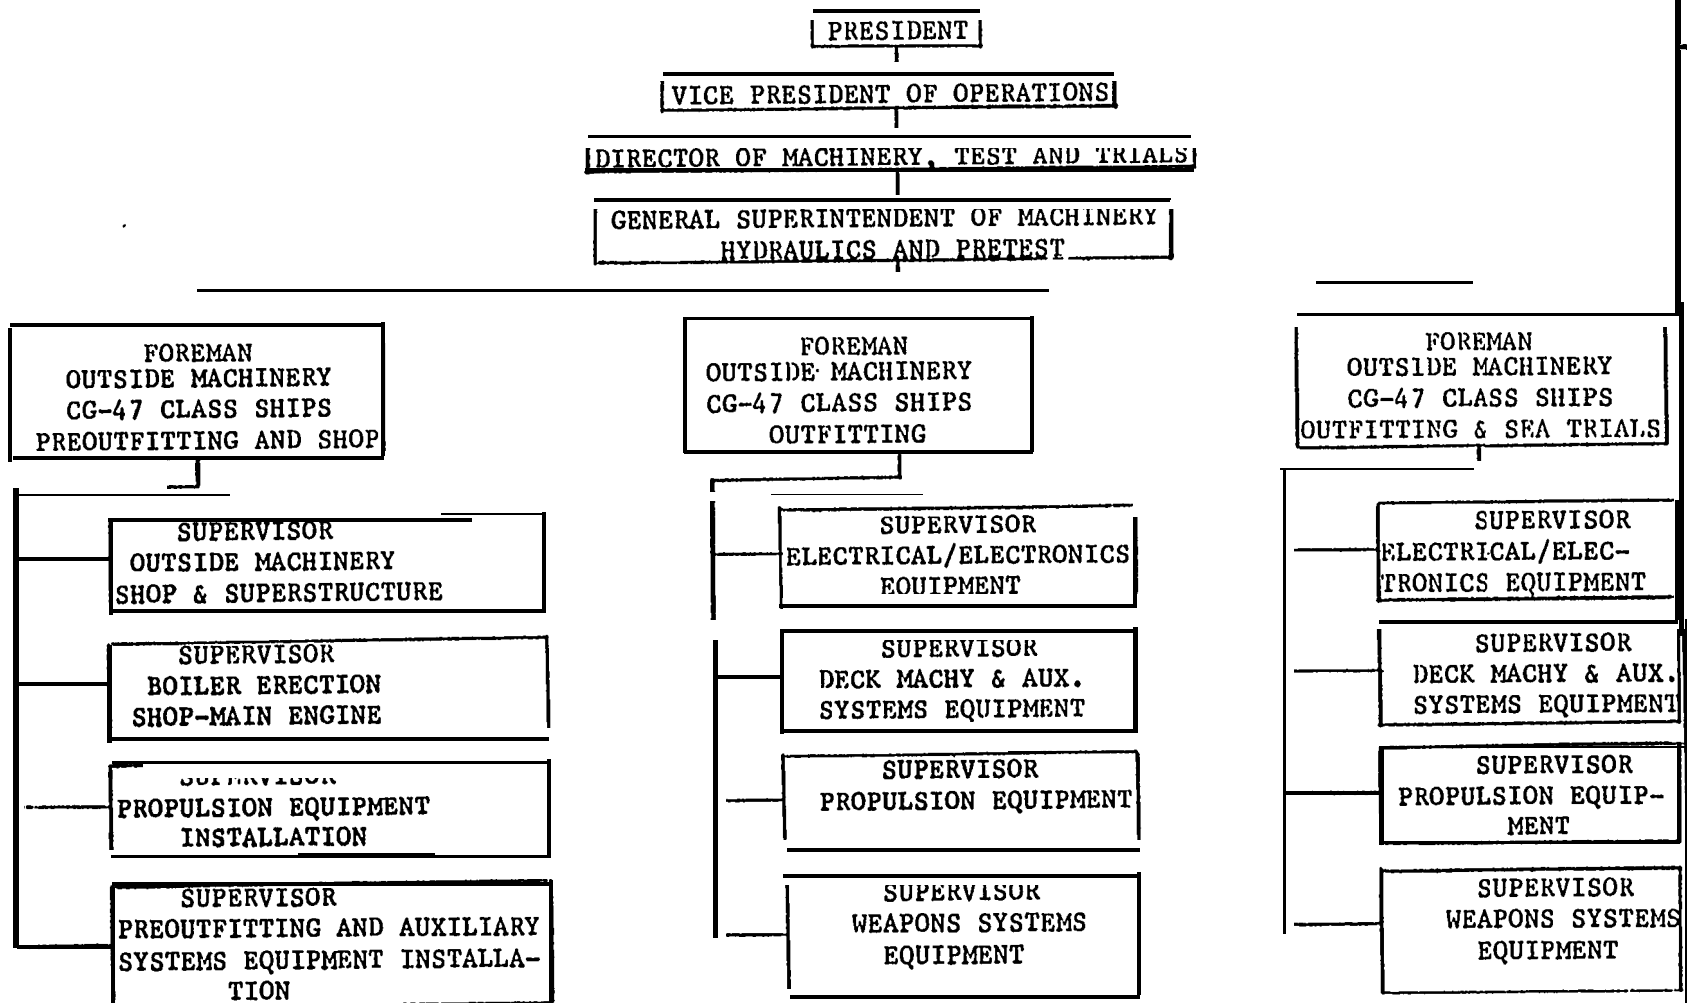 PRESIDENT
VICE PRESIDENT OF OPERATIONS
DIRECTOR OF MACHINERY, TEST AND TRIALS
GENERAL SUPERINTENDENT OF MACHINERY
HYDRAULICS AND PRETEST
FOREMAN
OUTSIDE MACHINERY
CG-47 CLASS SHIPS
PREOUTFITTING AND SHOP
SUPERVISOR
OUTSIDE MACHINERY
SHOP & SUPERSTRUCTURE
SUPERVISOR
BOILER ERECTION
SHOP-MAIN ENGINE
SUPERVISOR
PROPULSION EQUIPMENT
INSTALLATION
SUPERVISOR
PREOUTFITTING AND AUXILIARY
SYSTEMS EQUIPMENT INSTALLA-
TION
FOREMAN
OUTSIDE MACHINERY
CG-47 CLASS SHIPS
OUTFITTING
SUPERVISOR
ELECTRICAL/ELECTRONICS
EQUIPMENT
SUPERVISOR
DECK MACHY & AUX.
SYSTEMS EQUIPMENT
SUPERVISOR
PROPULSION EQUIPMENT
SUPERVISOR
WEAPONS SYSTEMS
EQUIPMENT
FOREMAN
OUTSIDE MACHINERY
CG-47 CLASS SHIPS
OUTFITTING & SEA TRIALS
SUPERVISOR
ELECTRICAL/ELEC-
TRONICS EQUIPMENT
SUPERVISOR
DECK MACHY & AUX.
SYSTEMS EQUIPMENT
SUPERVISOR
PROPULSION EQUIP-
MENT
SUPERVISOR
WEAPONS SYSTEMS
EQUIPMENT